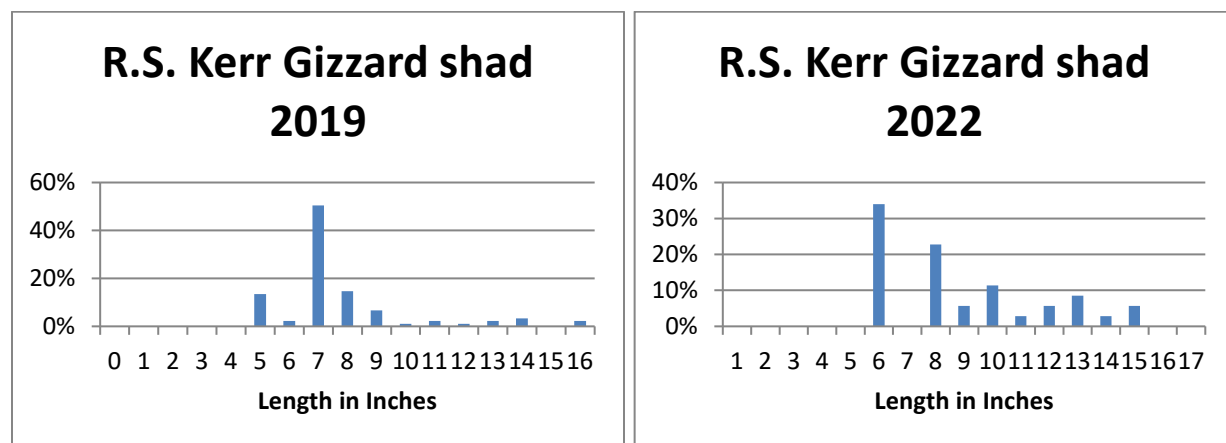 R.S. Kerr Gizzard shad
2019
60%
40%
20%
0%
0 1 2 3 4 5 6 7 8 9 10 11 12 13 14 15 16
Length in Inches
R.S. Kerr Gizzard shad
2022
40%
30%
20%
10%
0%
1 2 3 4 5 6 7 8 9 10 11 12 13 14 15 16 17
Length in Inches